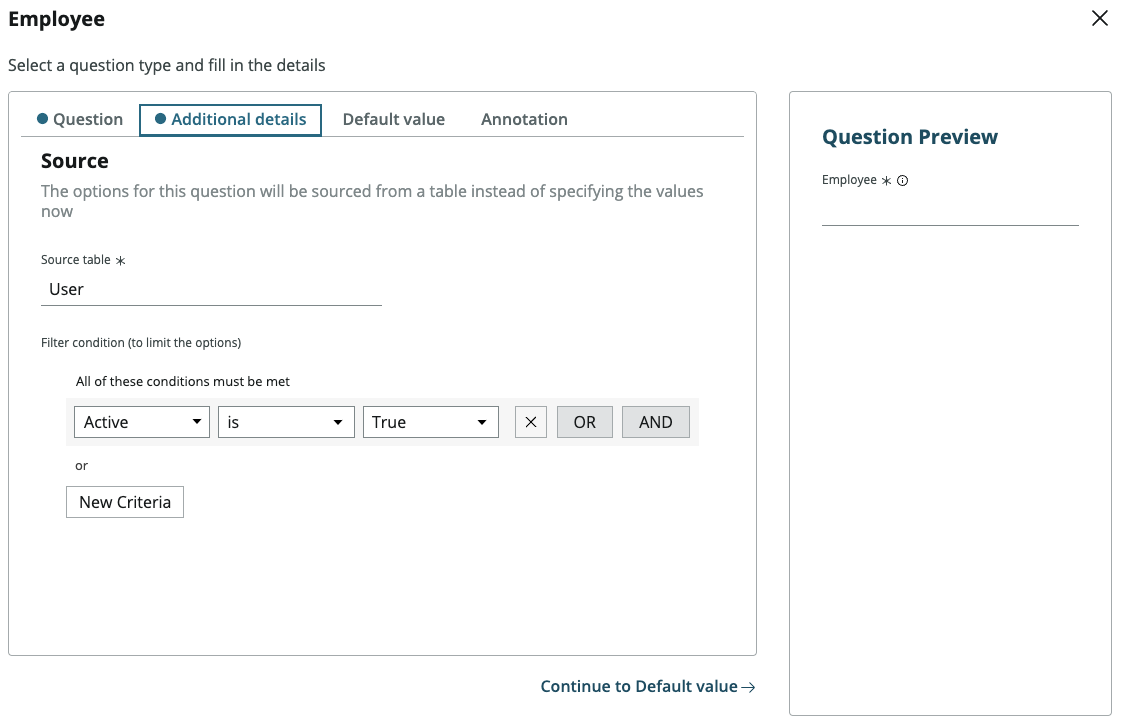 Employee
Select a question type and fill in the details
Question Additional details Default value Annotation
Source
The options for this question will be sourced from a table instead of specifying the values
now
Source table *
User
Filter condition (to limit the options)
All of these conditions must be met
Active is True × OR AND
or
New Criteria
Continue to Default value →
Question Preview
Employee *